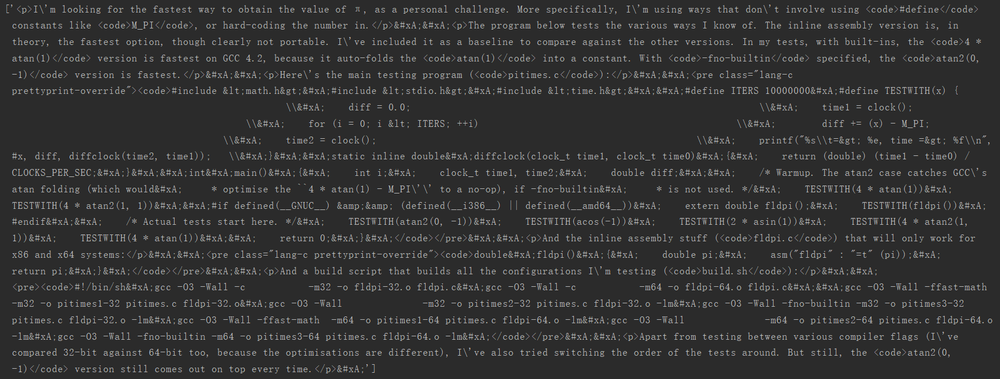 ['<p>I\'m looking for the fastest way to obtain the value of π, as a personal challenge. More specifically, I\'m using ways that don\'t involve using <code>#define</code>
constants like <code>M_PI</code>, or hard-coding the number in.</p>&#xA;&#xA;<p>The program below tests the various ways I know of. The inline assembly version is, in
theory, the fastest option, though clearly not portable. I\'ve included it as a baseline to compare against the other versions. In my tests, with built-ins, the <code>4 *
atan(1)</code> version is fastest on GCC 4.2, because it auto-folds the <code>atan(1)</code> into a constant. With <code>-fno-builtin</code> specified, the <code>atan2(0,
-1)</code> version is fastest.</p>&#xA;&#xA;<p>Here\'s the main testing program (<code>pitimes.c</code>):</p>&#xA;&#xA;<pre class="lang-c
prettyprint-override"><code>#include &lt;math.h&gt;&#xA;#include &lt;stdio.h&gt;&#xA;#include &lt;time.h&gt;&#xA;&#xA;#define ITERS 10000000&#xA;#define TESTWITH(x) {
\\&#xA;    diff = 0.0;                                                             \\&#xA;    time1 = clock();
\\&#xA;    for (i = 0; i &lt; ITERS; ++i)                                             \\&#xA;        diff += (x) - M_PI;
\\&#xA;    time2 = clock();                                                        \\&#xA;    printf("%s\\t=&gt; %e, time =&gt; %f\\n",
#x, diff, diffclock(time2, time1));   \\&#xA;}&#xA;&#xA;static inline double&#xA;diffclock(clock_t time1, clock_t time0)&#xA;{&#xA;    return (double) (time1 - time0) /
CLOCKS_PER_SEC;&#xA;}&#xA;&#xA;int&#xA;main()&#xA;{&#xA;    int i;&#xA;    clock_t time1, time2;&#xA;    double diff;&#xA;&#xA;    /* Warmup. The atan2 case catches GCC\'s
atan folding (which would&#xA;     * optimise the ``4 * atan(1) - M_PI\'\' to a no-op), if -fno-builtin&#xA;     * is not used. */&#xA;    TESTWITH(4 * atan(1))&#xA;
TESTWITH(4 * atan2(1, 1))&#xA;&#xA;#if defined(__GNUC__) &amp;&amp; (defined(__i386__) || defined(__amd64__))&#xA;    extern double fldpi();&#xA;    TESTWITH(fldpi())&#xA;
#endif&#xA;&#xA;    /* Actual tests start here. */&#xA;    TESTWITH(atan2(0, -1))&#xA;    TESTWITH(acos(-1))&#xA;    TESTWITH(2 * asin(1))&#xA;    TESTWITH(4 * atan2(1,
1))&#xA;    TESTWITH(4 * atan(1))&#xA;&#xA;    return 0;&#xA;}&#xA;</code></pre>&#xA;&#xA;<p>And the inline assembly stuff (<code>fldpi.c</code>) that will only work for
x86 and x64 systems:</p>&#xA;&#xA;<pre class="lang-c prettyprint-override"><code>double&#xA;fldpi()&#xA;{&#xA;    double pi;&#xA;    asm("fldpi" : "=t" (pi));&#xA;
return pi;&#xA;}&#xA;</code></pre>&#xA;&#xA;<p>And a build script that builds all the configurations I\'m testing (<code>build.sh</code>):</p>&#xA;&#xA;
<pre><code>#!/bin/sh&#xA;gcc -O3 -Wall -c           -m32 -o fldpi-32.o fldpi.c&#xA;gcc -O3 -Wall -c           -m64 -o fldpi-64.o fldpi.c&#xA;&#xA;gcc -O3 -Wall -ffast-math
-m32 -o pitimes1-32 pitimes.c fldpi-32.o&#xA;gcc -O3 -Wall              -m32 -o pitimes2-32 pitimes.c fldpi-32.o -lm&#xA;gcc -O3 -Wall -fno-builtin -m32 -o pitimes3-32
pitimes.c fldpi-32.o -lm&#xA;gcc -O3 -Wall -ffast-math  -m64 -o pitimes1-64 pitimes.c fldpi-64.o -lm&#xA;gcc -O3 -Wall              -m64 -o pitimes2-64 pitimes.c fldpi-64.o
-lm&#xA;gcc -O3 -Wall -fno-builtin -m64 -o pitimes3-64 pitimes.c fldpi-64.o -lm&#xA;</code></pre>&#xA;&#xA;<p>Apart from testing between various compiler flags (I\'ve
compared 32-bit against 64-bit too, because the optimisations are different), I\'ve also tried switching the order of the tests around. But still, the <code>atan2(0,
-1)</code> version still comes out on top every time.</p>&#xA;']